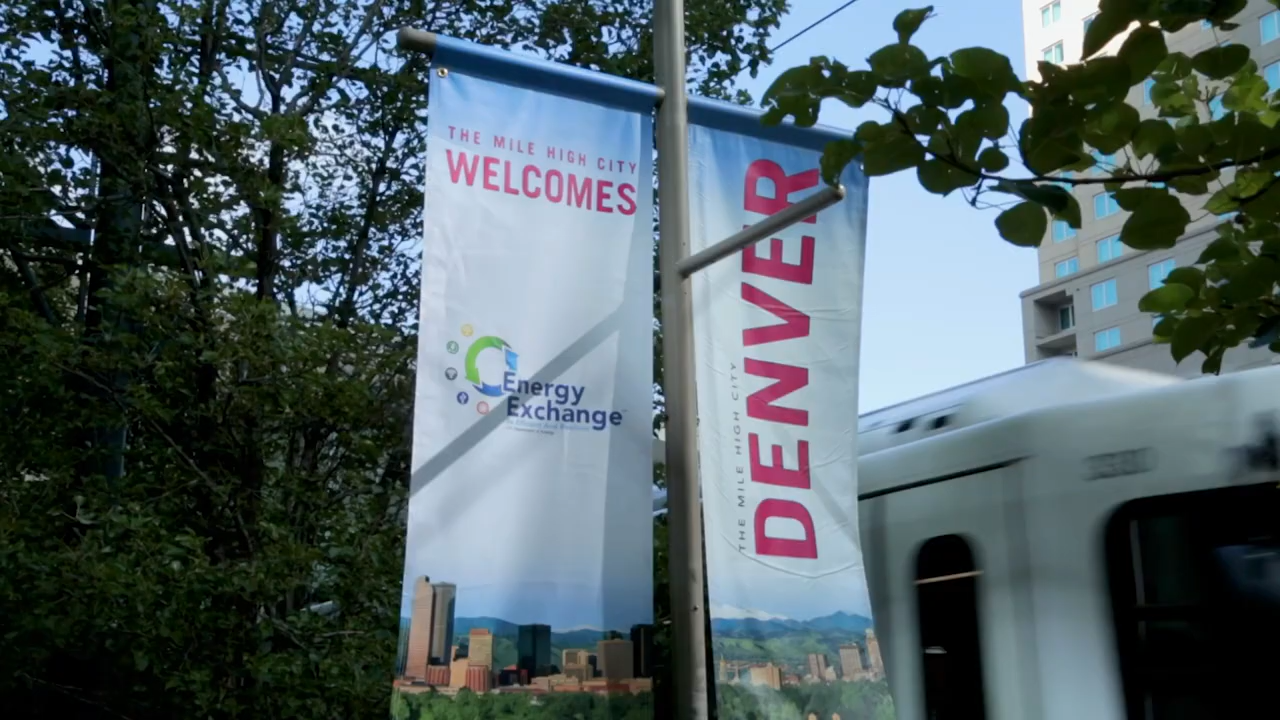 THE MILE HIGH CITY
WELCOMES
Energy
Exchange
THE MILE HIGH CITY
DENVER